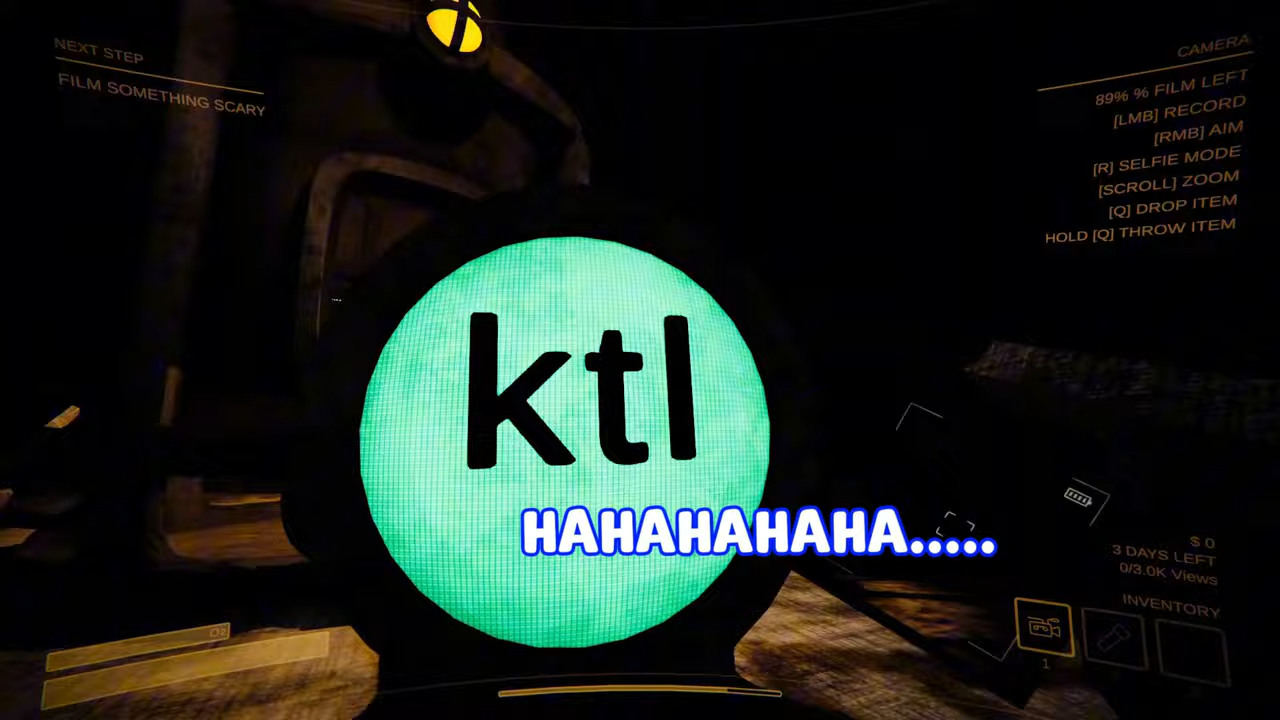 NEXT STEP
FILM SOMETHING SCARY
CAMERA
89% % FILM LEFT
[LMB] RECORD
[RMB] AIM
[R] SELFIE MODE
[SCROLL] ZOOM
[Q] DROP ITEM
HOLD [Q] THROW ITEM
ktl
HAHAHAHAHA.....
$ 0
3 DAYS LEFT
0/3.0K Views
INVENTORY
1
O2